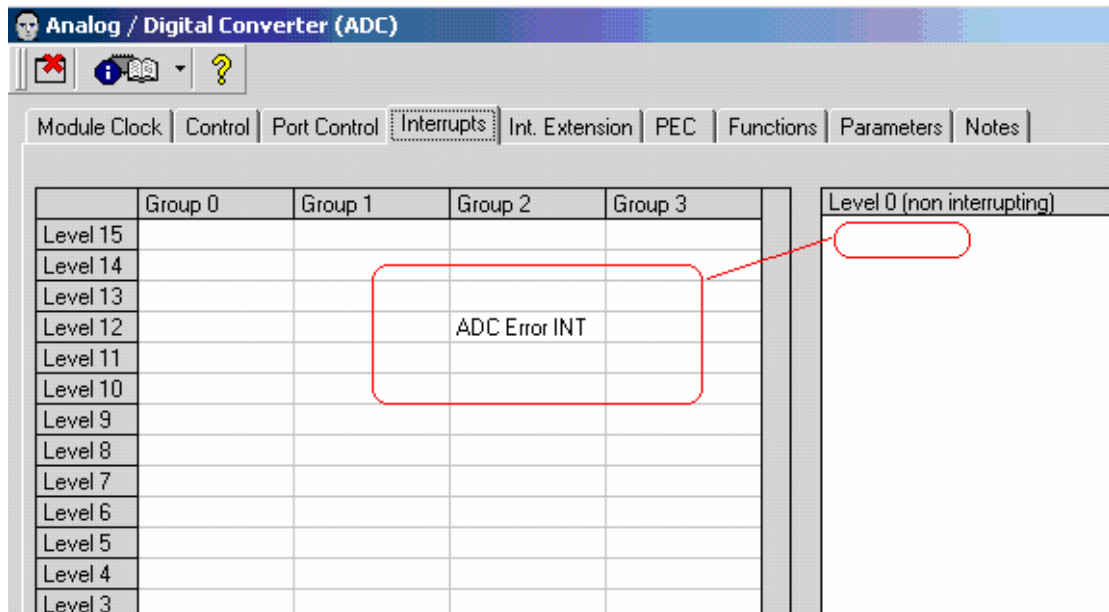 Analog / Digital Converter (ADC)
Module Clock Control Port Control Interrupts Int. Extension PEC Functions Parameters Notes
Group 0 Group 1 Group 2 Group 3 Level 0 (non interrupting)
Level 15
Level 14
Level 13
Level 12 ADC Error INT
Level 11
Level 10
Level 9
Level 8
Level 7
Level 6
Level 5
Level 4
Level 3